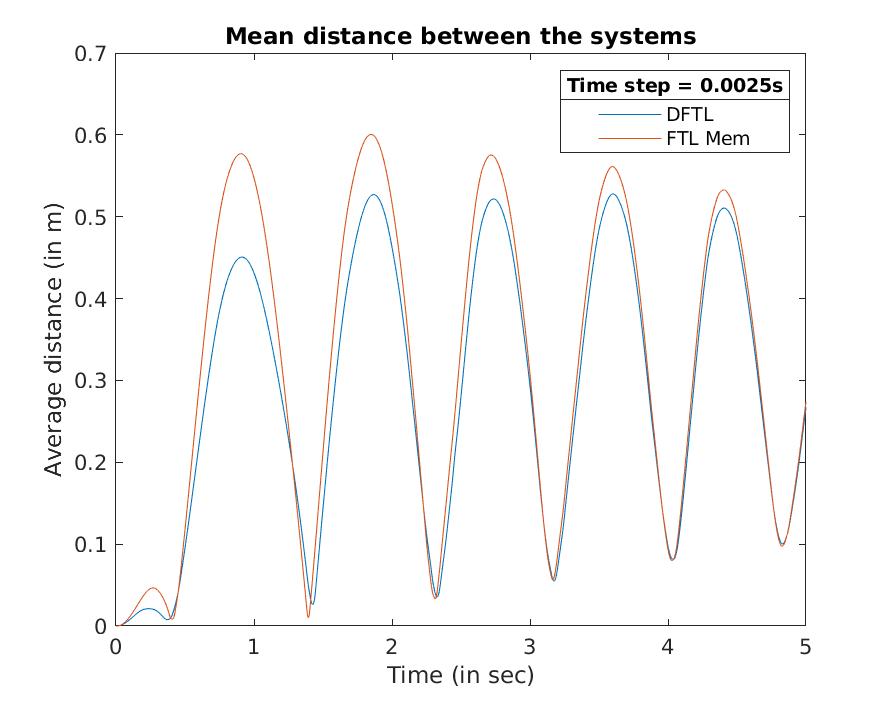 Mean distance between the systems
0.7
0.6
0.5
0.4
0.3
0.2
0.1
0
Average distance (in m)
Time step = 0.0025s
DFTL
FTL Mem
0 1 2 3 4 5
Time (in sec)